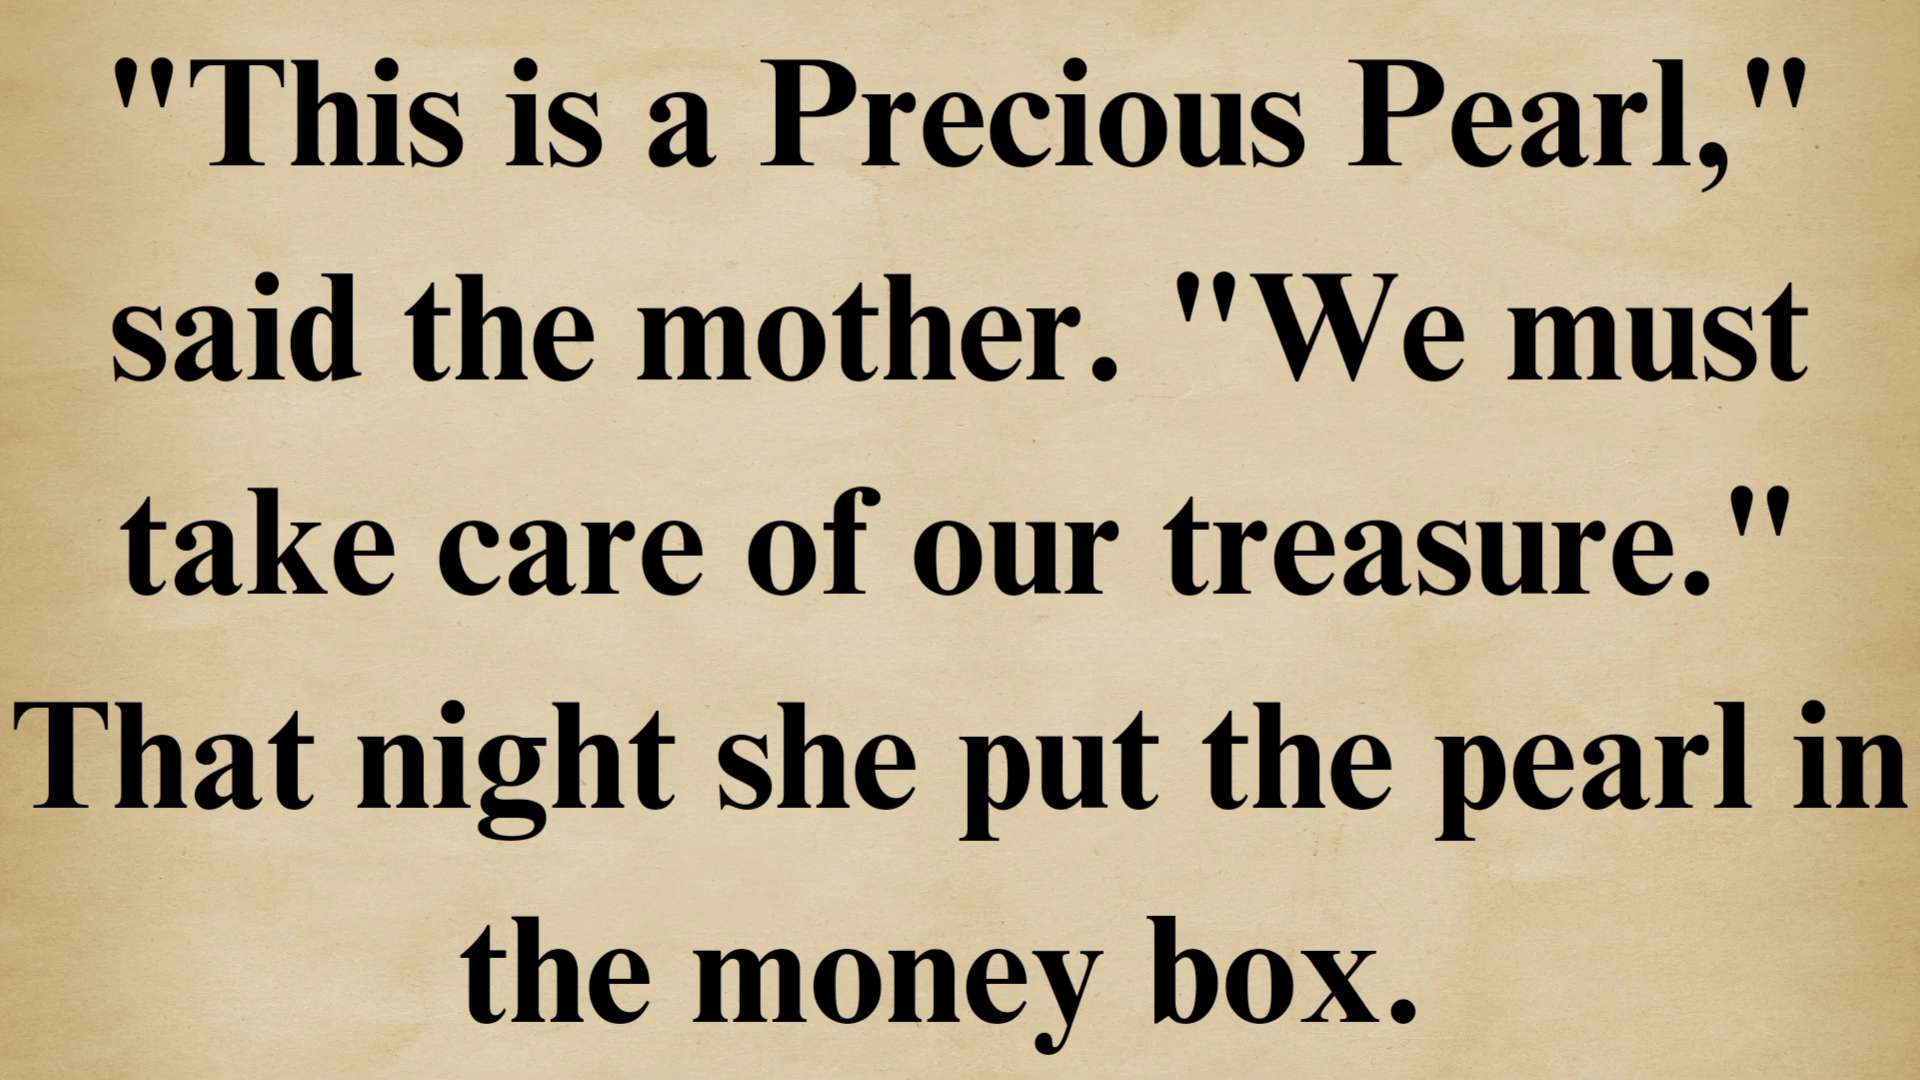 "This is a Precious Pearl,"
said the mother. "We must
take care of our treasure."
That night she put the pearl in
the money box.